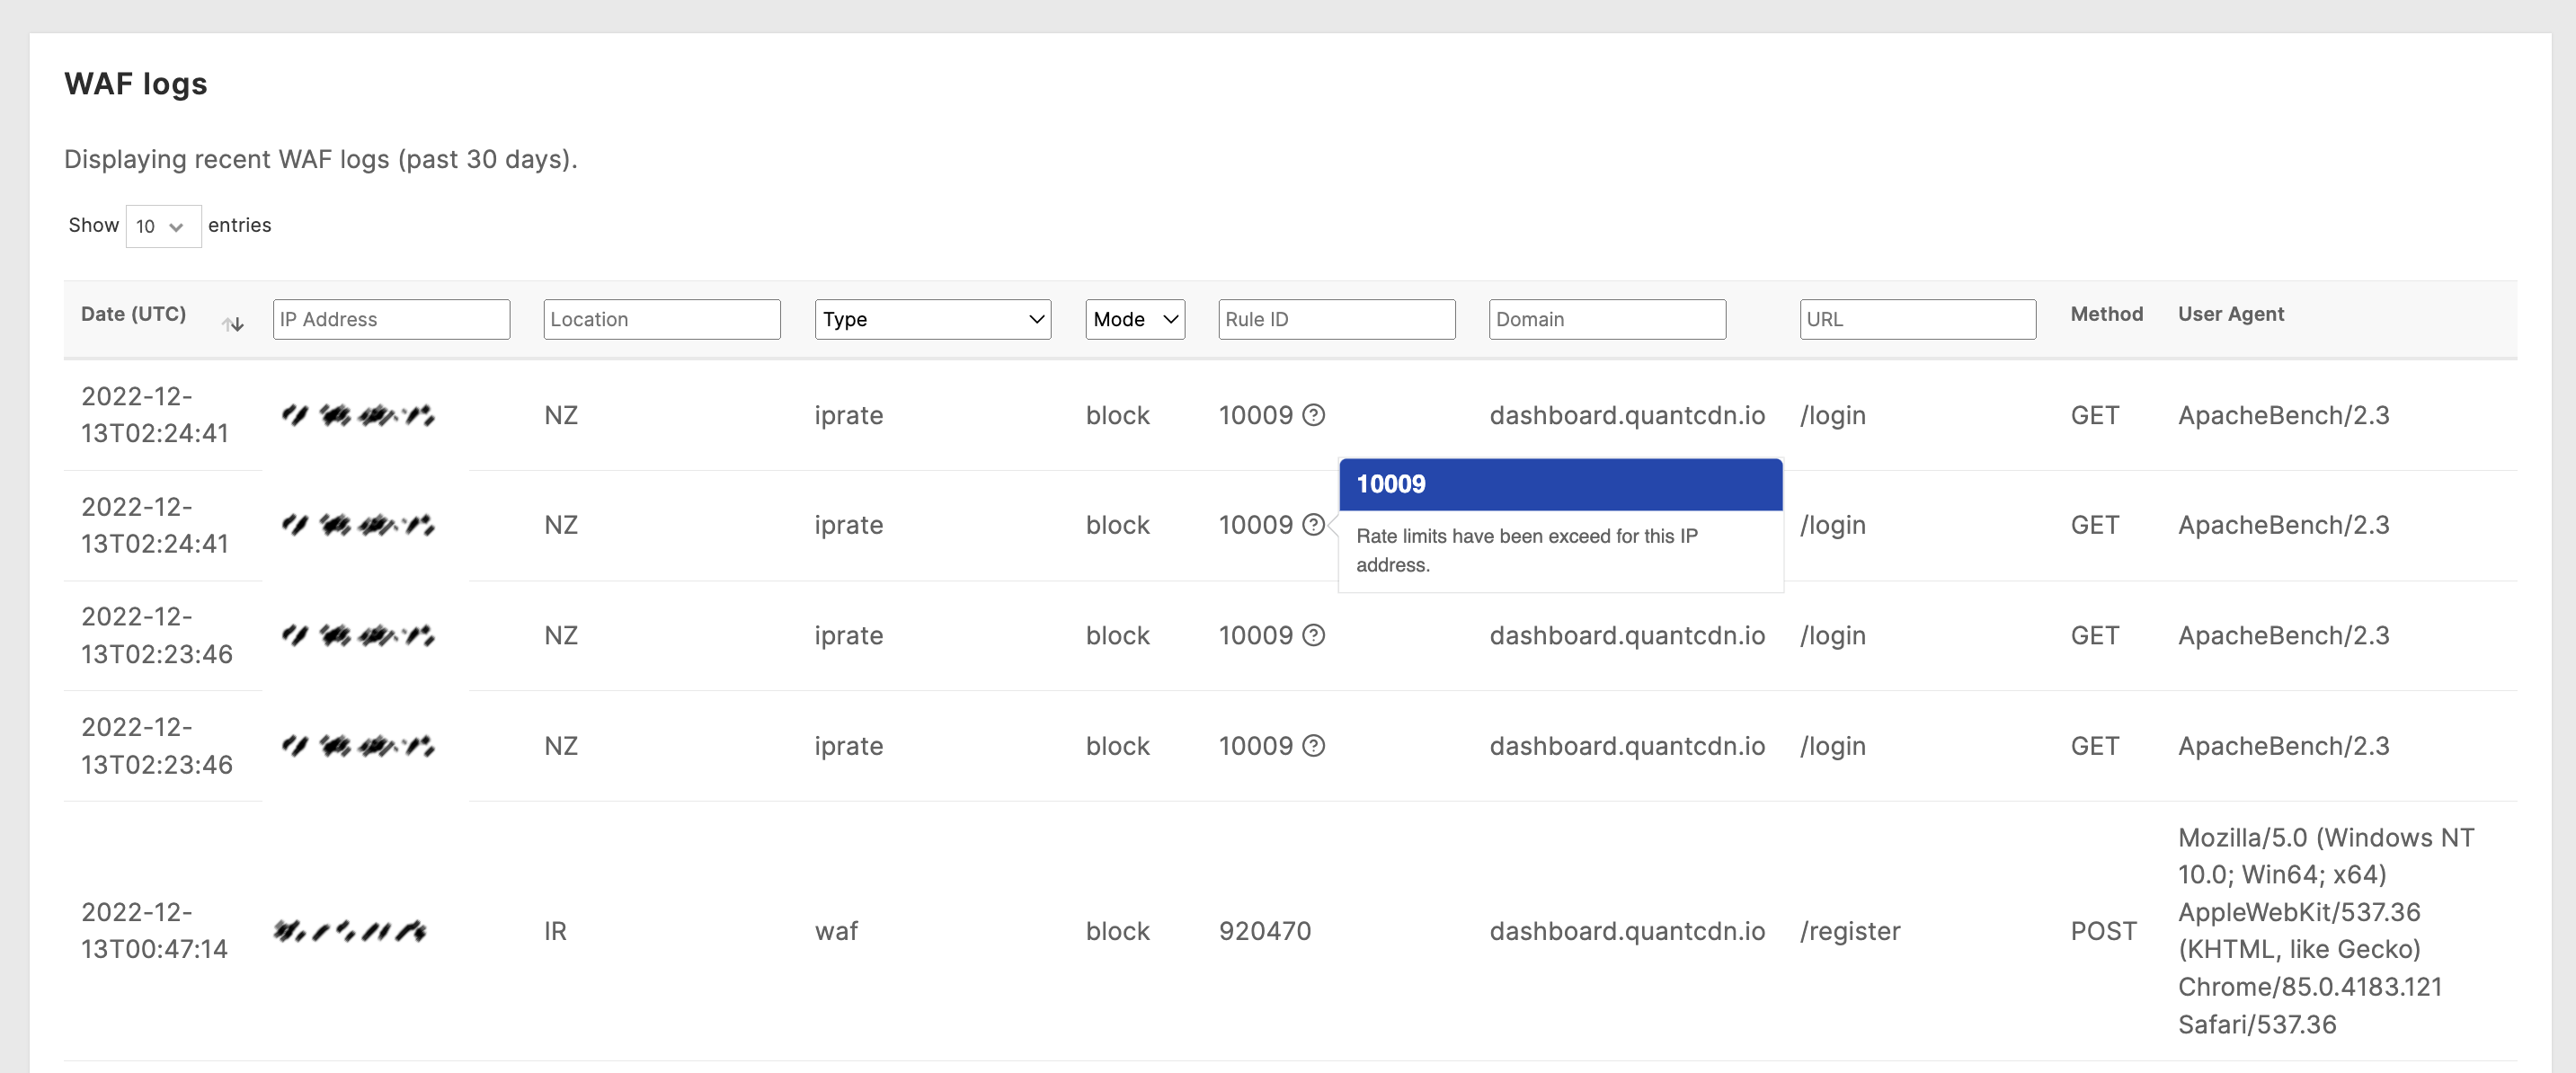 WAF logs
Displaying recent WAF logs (past 30 days).
Show 10 entries
Date (UTC) IP Address Location Type Mode Rule ID Domain URL Method User Agent
2022-12-
13T02:24:41
NZ iprate block 10009 dashboard.quantcdn.io /login GET ApacheBench/2.3
2022-12-
13T02:24:41
NZ iprate block 10009 /login GET ApacheBench/2.3
10009
Rate limits have been exceed for this IP
address.
2022-12-
13T02:23:46
NZ iprate block 10009 dashboard.quantcdn.io /login GET ApacheBench/2.3
2022-12-
13T02:23:46
NZ iprate block 10009 dashboard.quantcdn.io /login GET ApacheBench/2.3
2022-12-
13T00:47:14
IR waf block 920470 dashboard.quantcdn.io /register POST
Mozilla/5.0 (Windows NT
10.0; Win64; x64)
AppleWebKit/537.36
(KHTML, like Gecko)
Chrome/85.0.4183.121
Safari/537.36